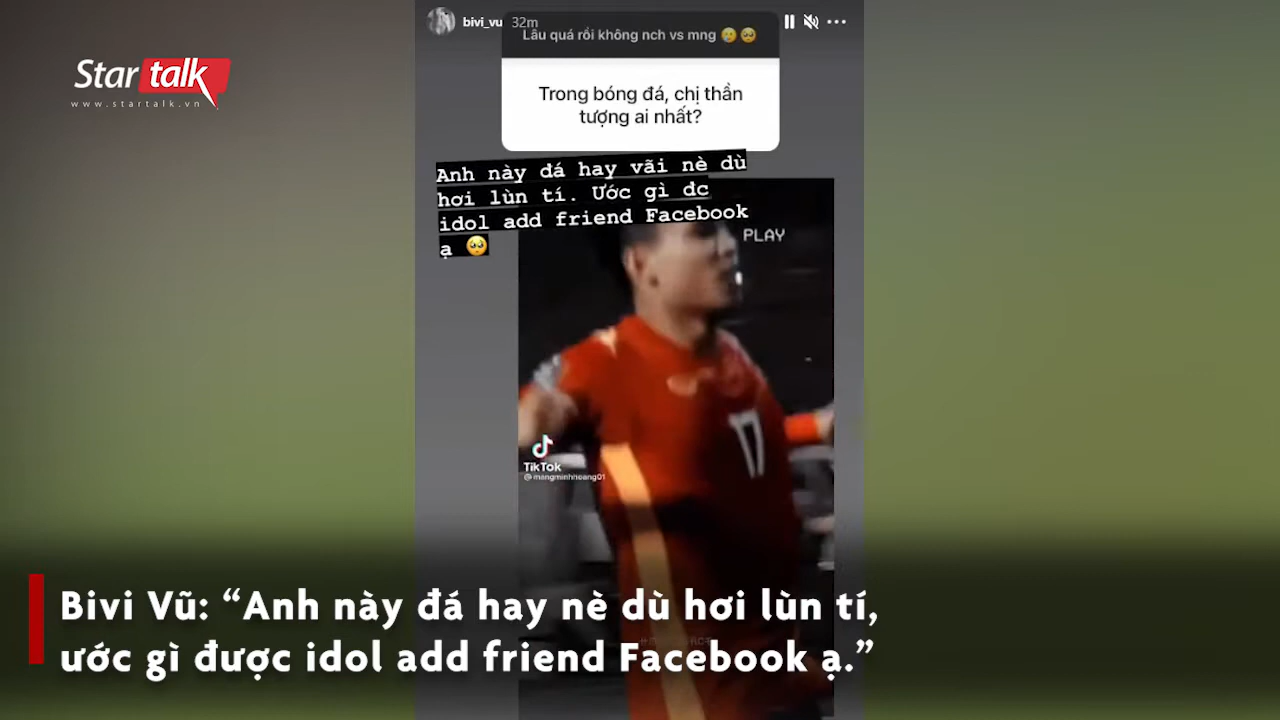 Star talk
www.startalk.vn
bivi_vu 32m
Lâu quá rồi không nch vs mng 😢🥺
Trong bóng đá, chị thần
tượng ai nhất?
Anh này đá hay vãi nè dù
hơi lùn tí. Ước gì đc
idol add friend Facebook
ạ 🥺
PLAY
17
TikTok
@mangminhhoang01
Bivi Vũ: “Anh này đá hay nè dù hơi lùn tí,
ước gì được idol add friend Facebook ạ.”